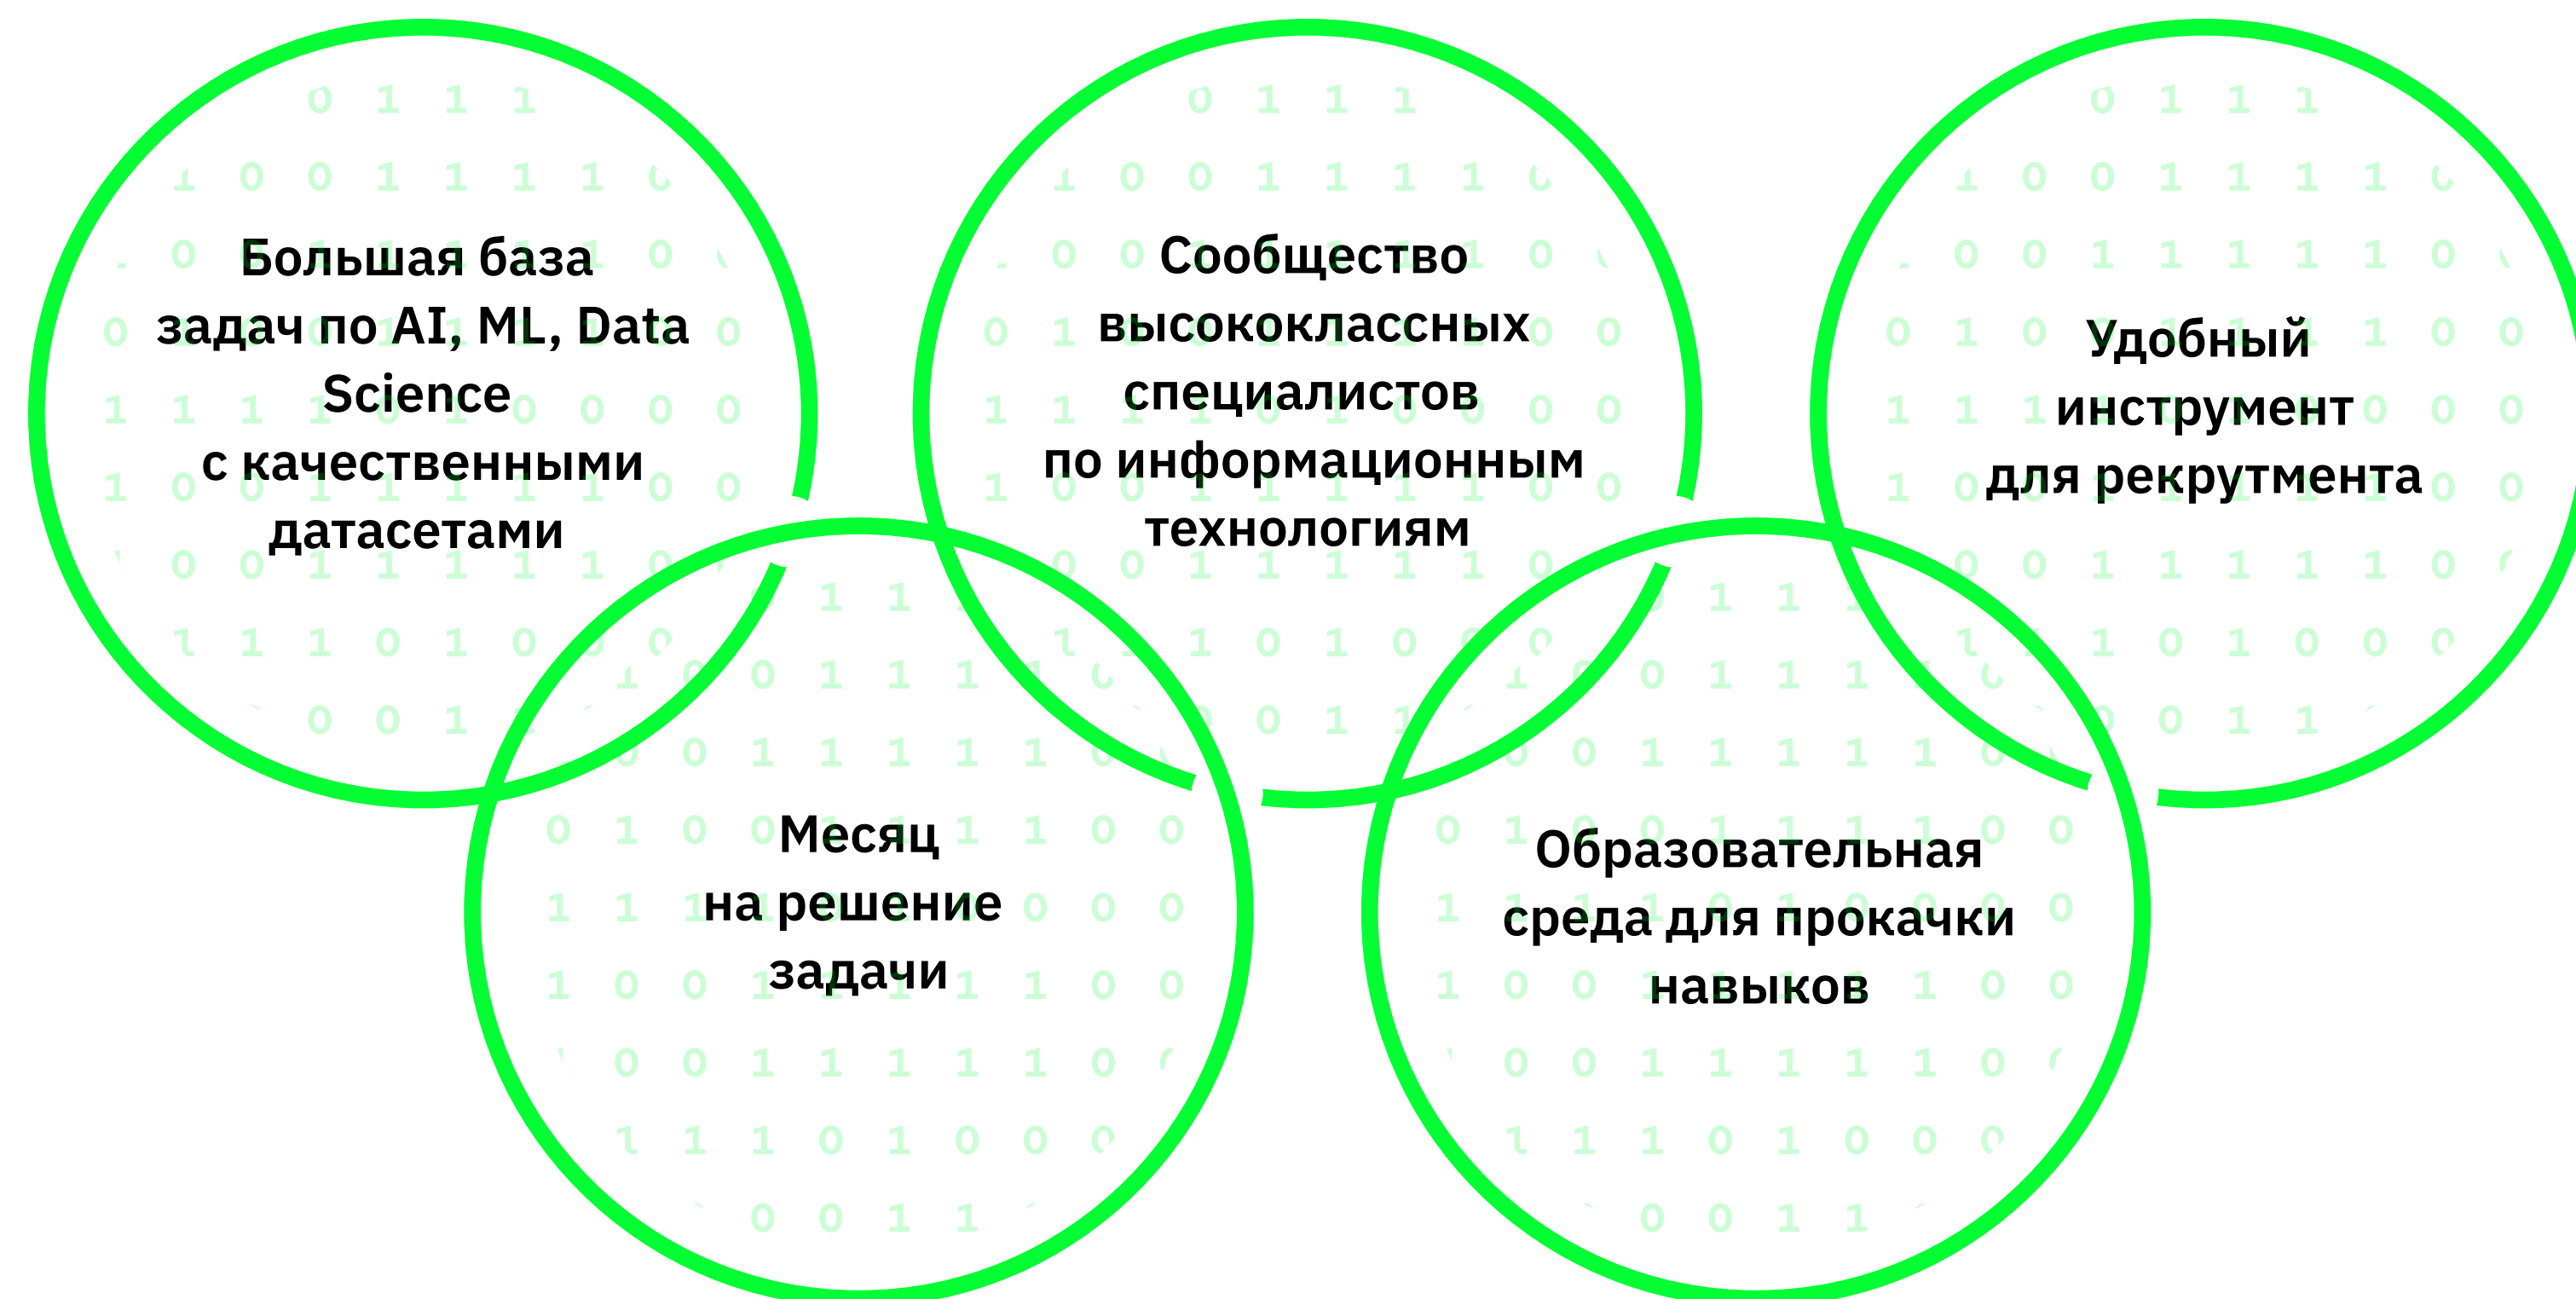 Большая база
задач по AI, ML, Data
Science
с качественными
датасетами
Сообщество
высококлассных
специалистов
по информационным
технологиям
Удобный
инструмент
для рекрутмента
Месяц
на решение
задачи
Образовательная
среда для прокачки
навыков